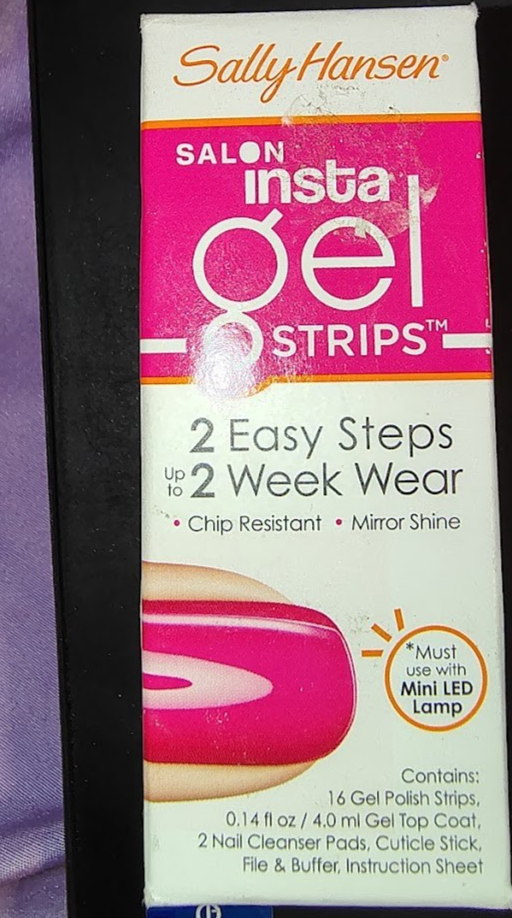 Sally Hansen®
SALON
insta
gel
STRIPS™
2 Easy Steps
Up to 2 Week Wear
• Chip Resistant • Mirror Shine
*Must
use with
Mini LED
Lamp
Contains:
16 Gel Polish Strips,
0.14 fl oz / 4.0 ml Gel Top Coat,
2 Nail Cleanser Pads, Cuticle Stick,
File & Buffer, Instruction Sheet